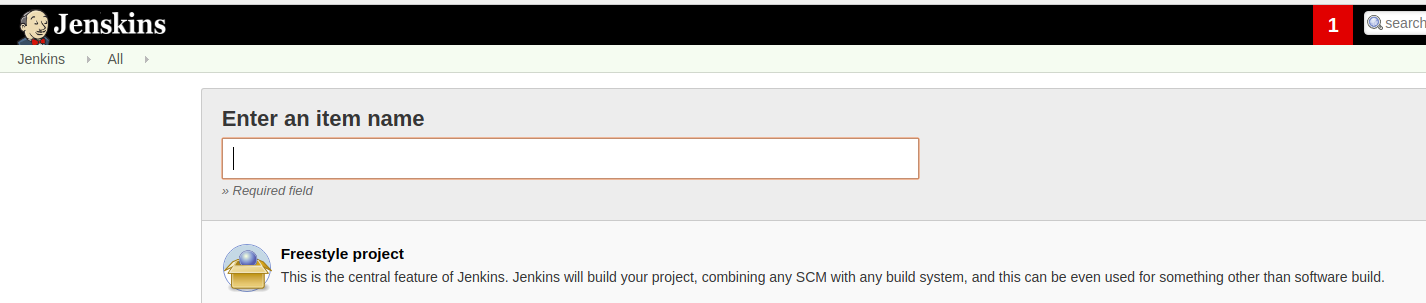 Jenskins
1
search
Jenkins
All
Enter an item name
» Required field
Freestyle project
This is the central feature of Jenkins. Jenkins will build your project, combining any SCM with any build system, and this can be even used for something other than software build.